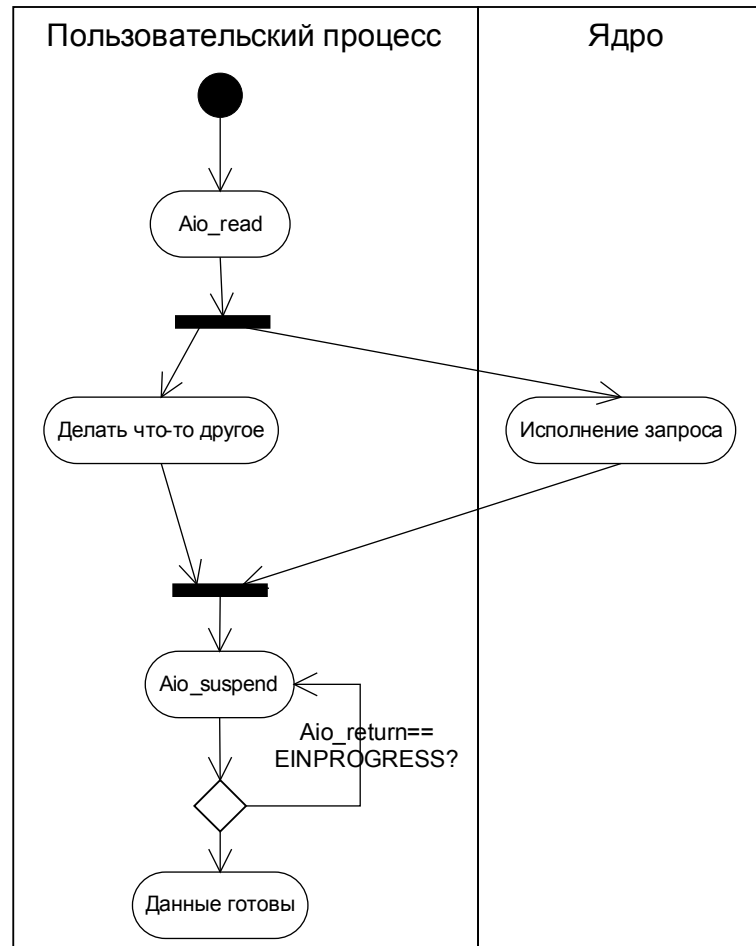 Пользовательский процесс
Ядро
Aio_read
Делать что-то другое
Исполнение запроса
Aio_suspend
Aio_return==
EINPROGRESS?
Данные готовы